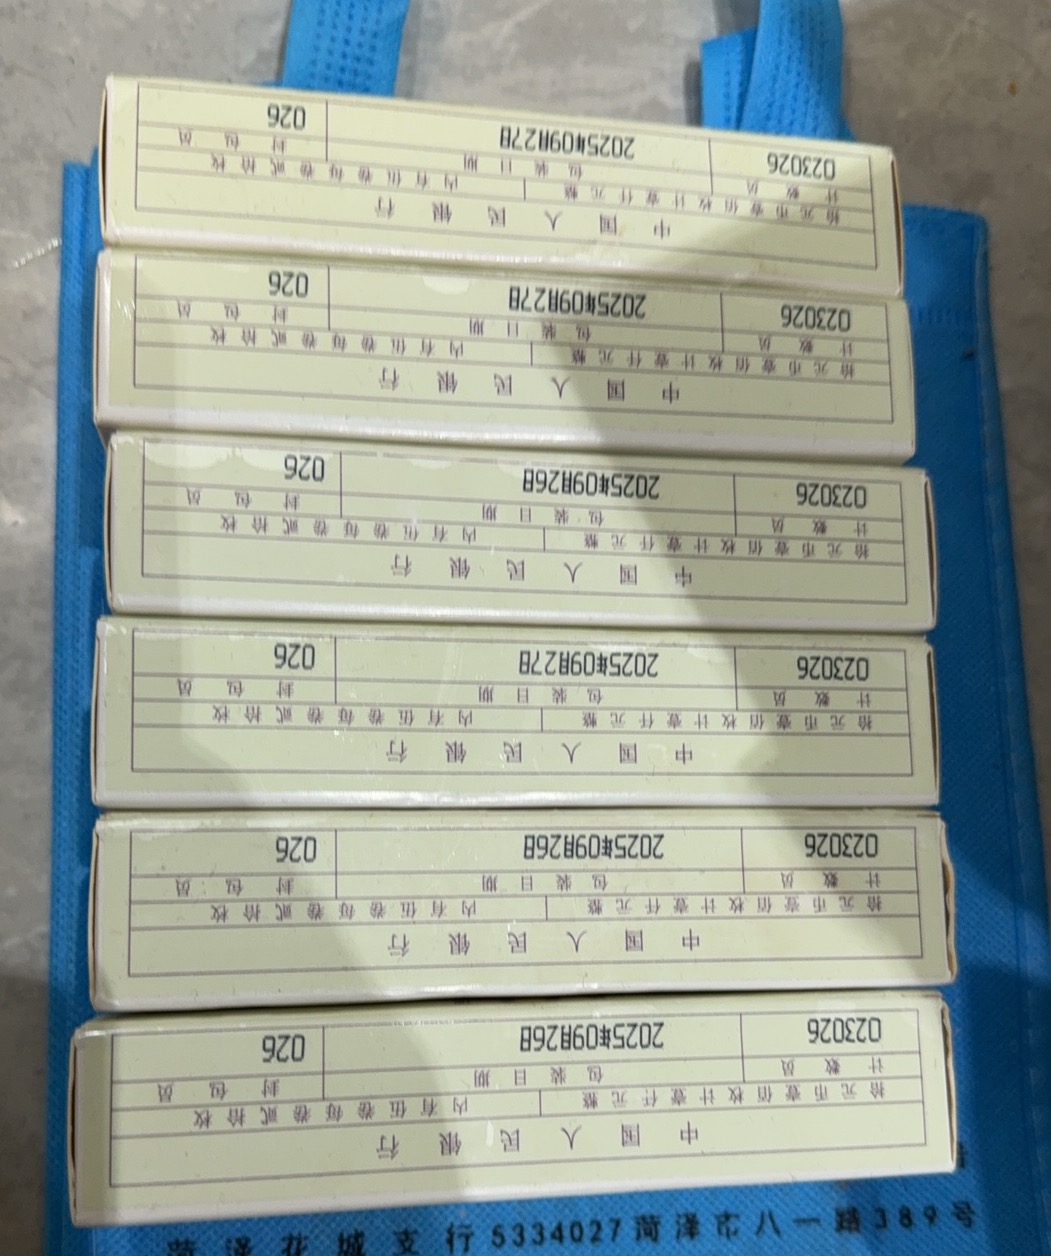 中国人民银行
拾元币壹佰枚计壹仟元整 内有伍卷每卷贰拾枚
计数员 包装日期 封包员
023026 2025年09月27日 026
中国人民银行
拾元币壹佰枚计壹仟元整 内有伍卷每卷贰拾枚
计数员 包装日期 封包员
023026 2025年09月27日 026
中国人民银行
拾元币壹佰枚计壹仟元整 内有伍卷每卷贰拾枚
计数员 包装日期 封包员
023026 2025年09月26日 026
中国人民银行
拾元币壹佰枚计壹仟元整 内有伍卷每卷贰拾枚
计数员 包装日期 封包员
023026 2025年09月27日 026
中国人民银行
拾元币壹佰枚计壹仟元整 内有伍卷每卷贰拾枚
计数员 包装日期 封包员
023026 2025年09月26日 026
中国人民银行
拾元币壹佰枚计壹仟元整 内有伍卷每卷贰拾枚
计数员 包装日期 封包员
023026 2025年09月26日 026
菏泽花城支行5334027菏泽市八一路389号